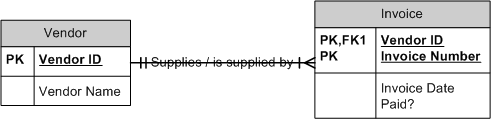 Vendor
PK Vendor ID
Vendor Name
Supplies / is supplied by
Invoice
PK,FK1 Vendor ID
PK Invoice Number
Invoice Date
Paid?